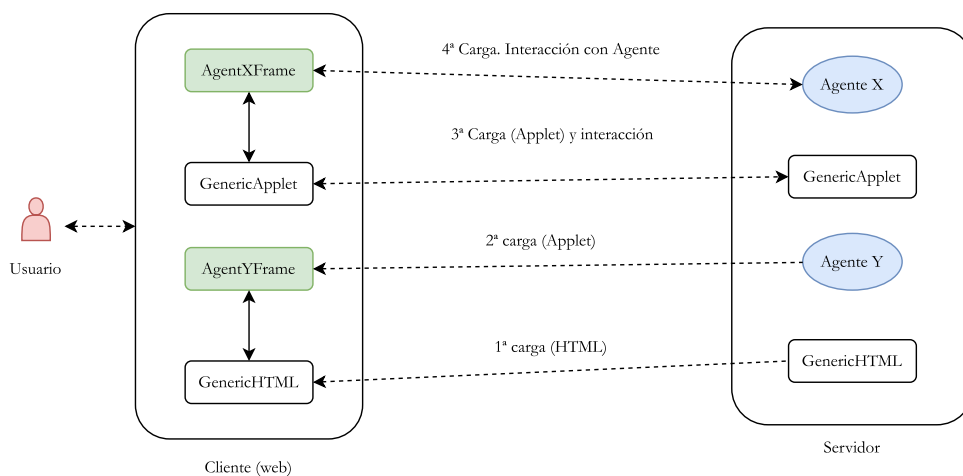 4ª Carga. Interacción con Agente
AgentXFrame
Agente X
3ª Carga (Applet) y interacción
GenericApplet
GenericApplet
Usuario
2ª carga (Applet)
AgentYFrame
Agente Y
1ª carga (HTML)
GenericHTML
GenericHTML
Servidor
Cliente (web)